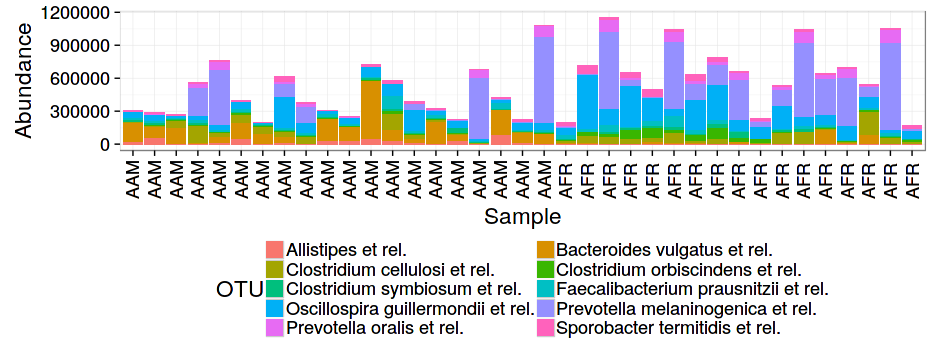 1200000
900000
600000
300000
0
Abundance
AAM AAM AAM AAM AAM AAM AAM AAM AAM AAM AAM AAM AAM AAM AAM AAM AAM AAM AAM AAM AFR AFR AFR AFR AFR AFR AFR AFR AFR AFR AFR AFR AFR AFR AFR AFR AFR
Sample
OTU
Allistipes et rel. Bacteroides vulgatus et rel.
Clostridium cellulosi et rel. Clostridium orbiscindens et rel.
Clostridium symbiosum et rel. Faecalibacterium prausnitzii et rel.
Oscillospira guillermondii et rel. Prevotella melaninogenica et rel.
Prevotella oralis et rel. Sporobacter termitidis et rel.